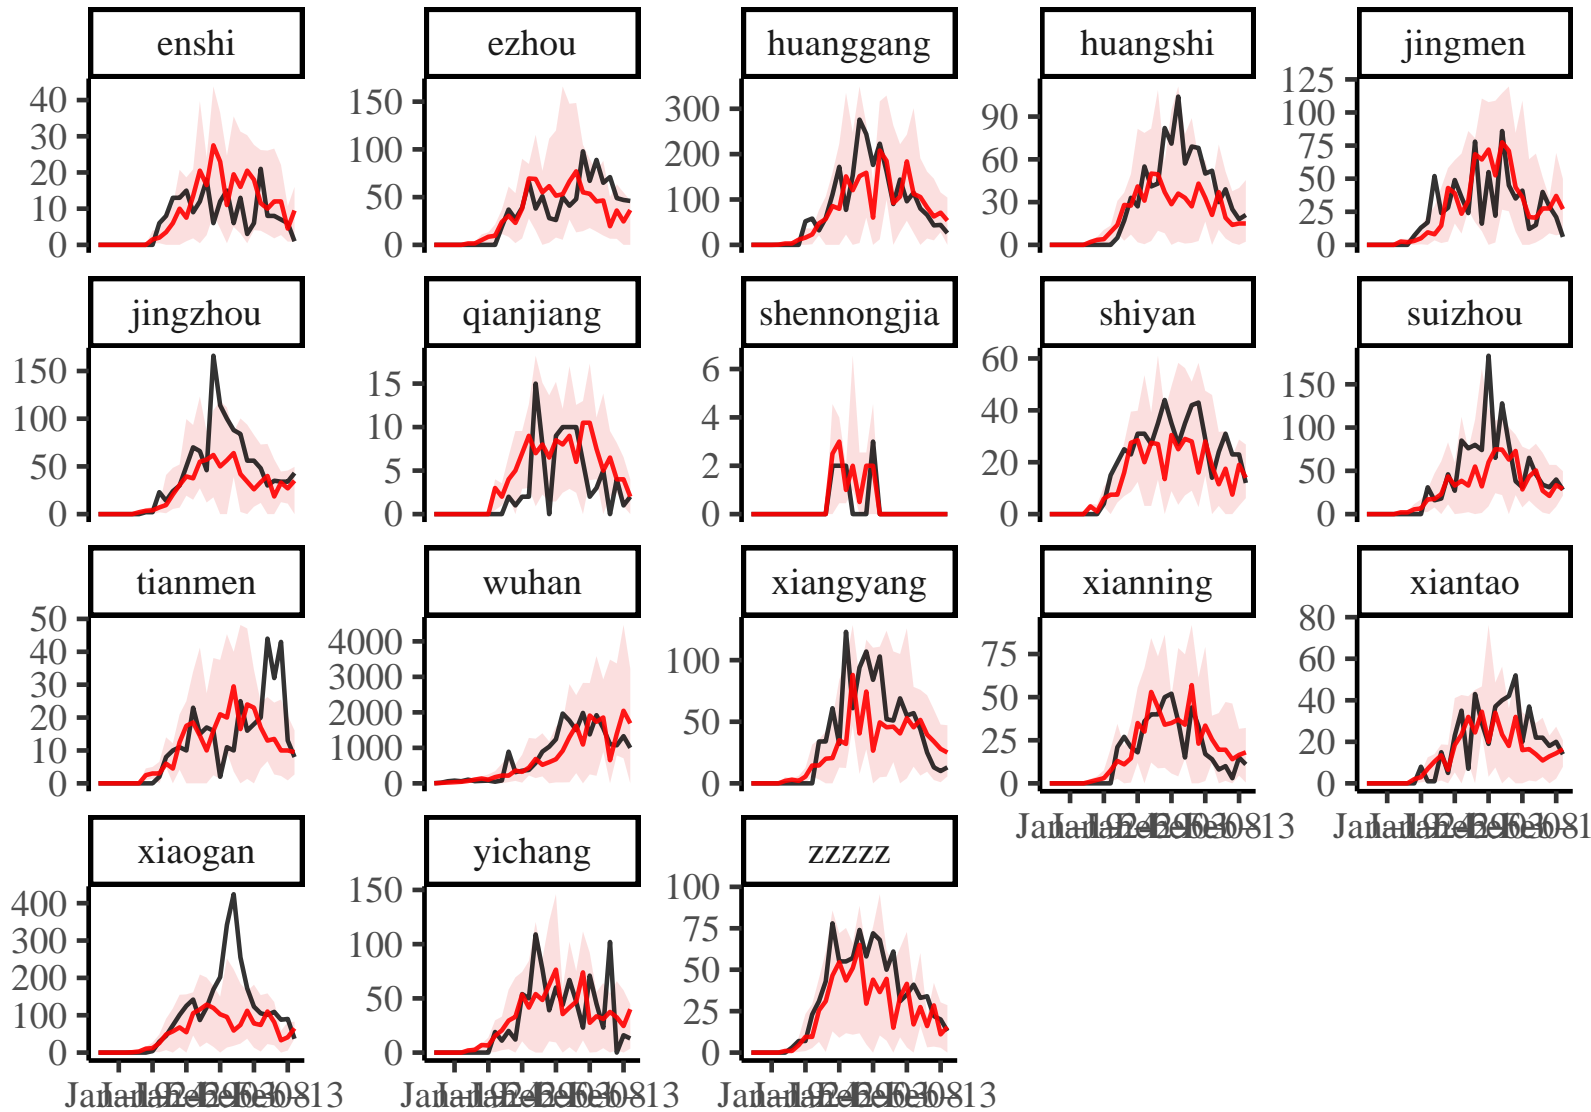 enshi ezhou huanggang huangshi jingmen
40 30 20 10 0
150 100 50 0
300 200 100 0
90 60 30 0
125 100 75 50 25 0
jingzhou qianjiang shennongjia shiyan suizhou
150 100 50 0
15 10 5 0
6 4 2 0
60 40 20 0
150 100 50 0
tianmen wuhan xiangyang xianning xiantao
50 40 30 20 10 0
4000 3000 2000 1000 0
100 50 0
75 50 25 0
80 60 40 20 0
xiaogan yichang zzzzz
400 300 200 100 0
150 100 50 0
100 75 50 25 0